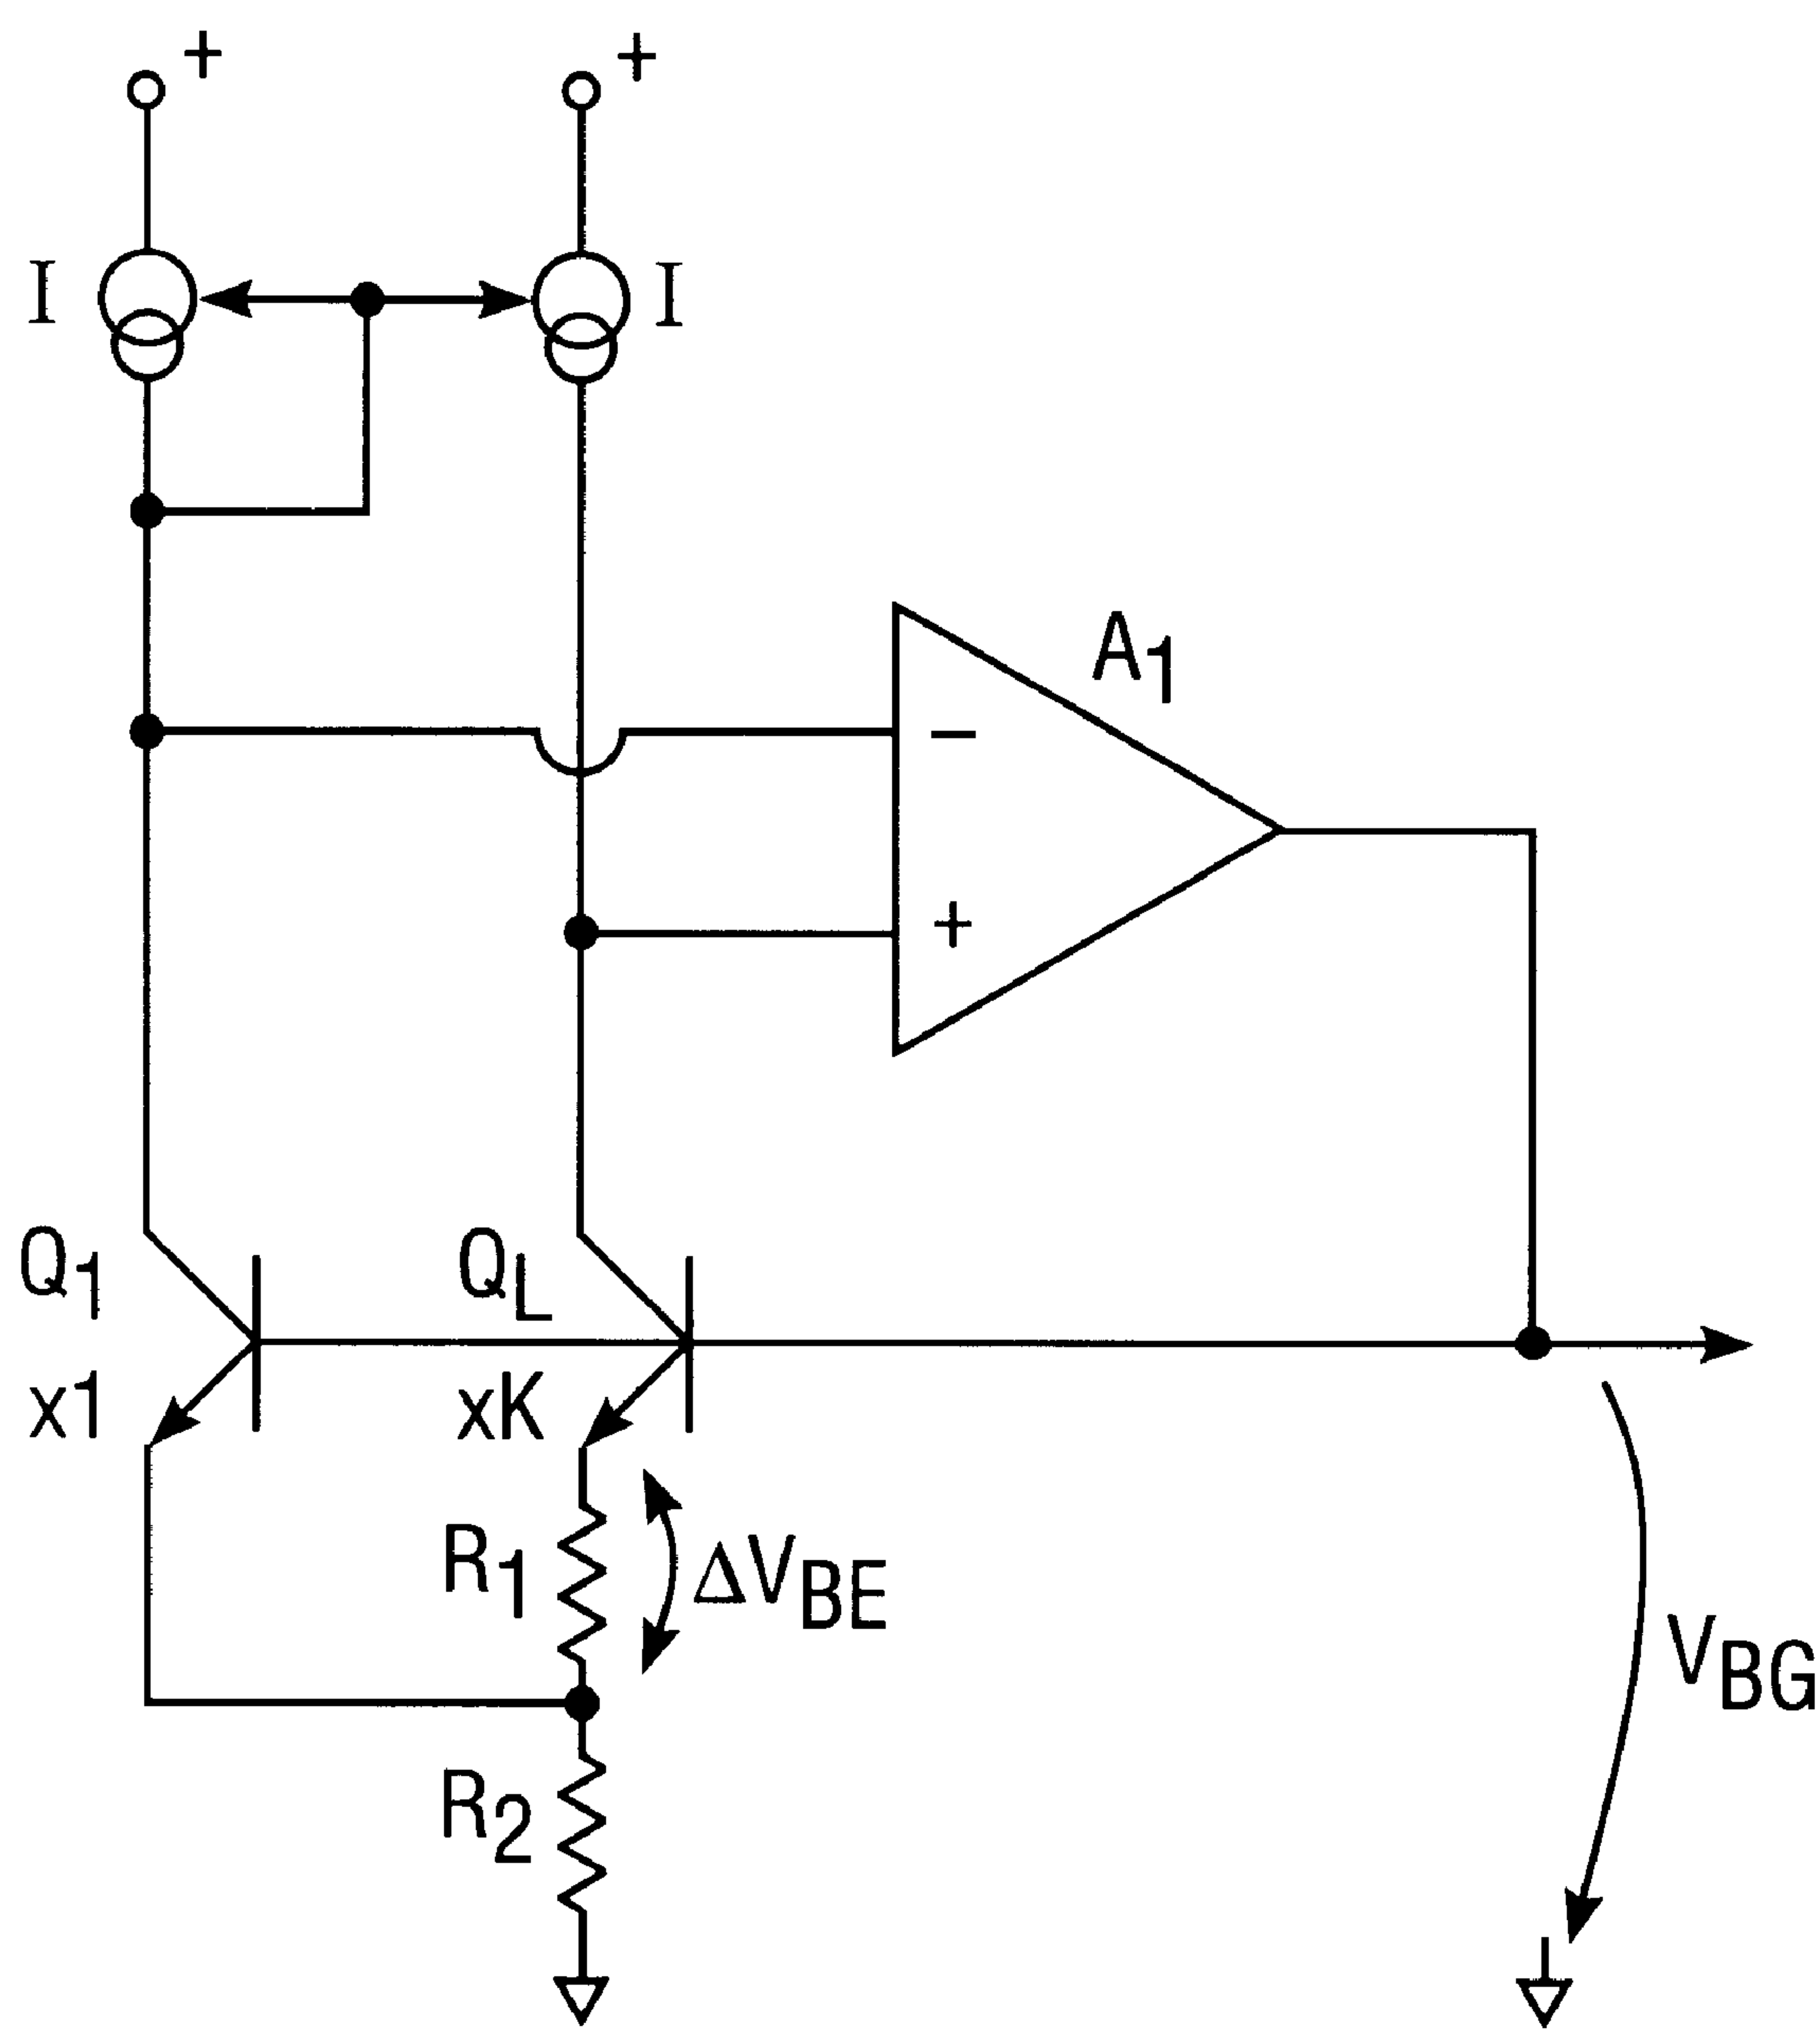 + +
I I
A1
−
+
Q1 QL
x1 xK
R1 ΔVBE
VBG
R2